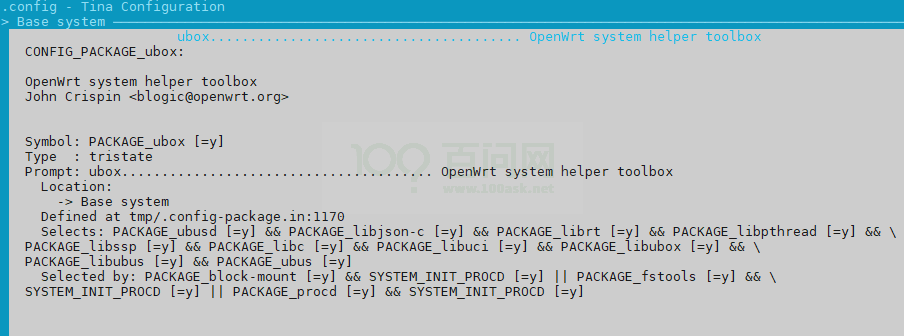 .config - Tina Configuration
> Base system
ubox....................................... OpenWrt system helper toolbox
CONFIG_PACKAGE_ubox:
OpenWrt system helper toolbox
John Crispin <blogic@openwrt.org>
Symbol: PACKAGE_ubox [=y]
Type  : tristate
Prompt: ubox....................................... OpenWrt system helper toolbox
Location:
-> Base system
Defined at tmp/.config-package.in:1170
Selects: PACKAGE_ubusd [=y] && PACKAGE_libjson-c [=y] && PACKAGE_librt [=y] && PACKAGE_libpthread [=y] && \
PACKAGE_libssp [=y] && PACKAGE_libc [=y] && PACKAGE_libuci [=y] && PACKAGE_libubox [=y] && \
PACKAGE_libubus [=y] && PACKAGE_ubus [=y]
Selected by: PACKAGE_block-mount [=y] && SYSTEM_INIT_PROCD [=y] || PACKAGE_fstools [=y] && \
SYSTEM_INIT_PROCD [=y] || PACKAGE_procd [=y] && SYSTEM_INIT_PROCD [=y]
100? 百问网
www.100ask.net